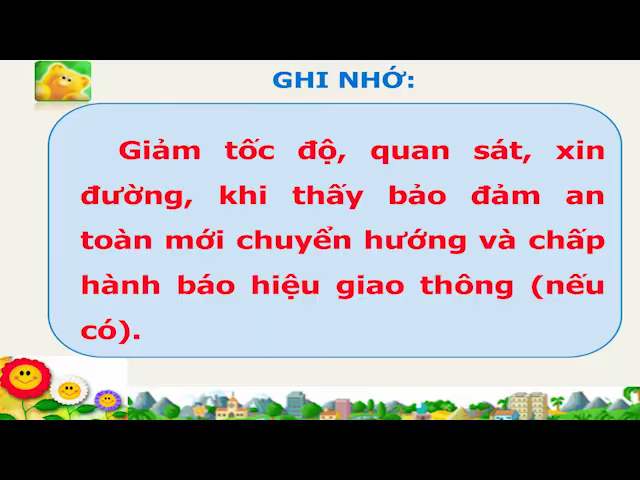 GHI NHỚ:
Giảm tốc độ, quan sát, xin
đường, khi thấy bảo đảm an
toàn mới chuyển hướng và chấp
hành báo hiệu giao thông (nếu
có).